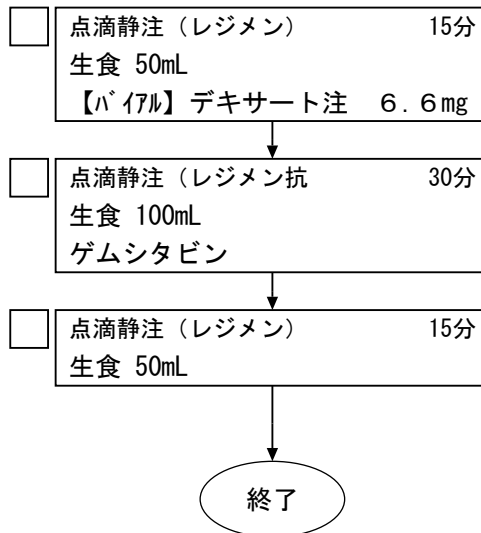 点滴静注（レジメン） 15分
生食 50mL
【ﾊﾞｲｱﾙ】デキサート注　６．６mg
点滴静注（レジメン抗 30分
生食 100mL
ゲムシタビン
点滴静注（レジメン） 15分
生食 50mL
終了